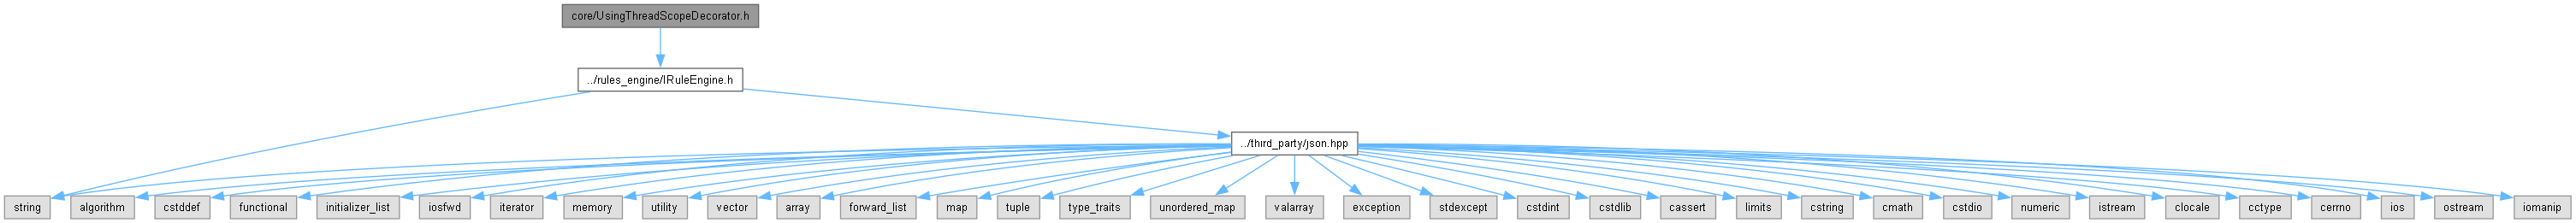 core/UsingThreadScopeDecorator.h
../rules_engine/IRuleEngine.h
../third_party/json.hpp
string
algorithm
cstddef
functional
initializer_list
iosfwd
iterator
memory
utility
vector
array
forward_list
map
tuple
type_traits
unordered_map
valarray
exception
stdexcept
cstdint
cstdlib
cassert
limits
cstring
cmath
cstdio
numeric
istream
clocale
cctype
cerrno
ios
ostream
iomanip